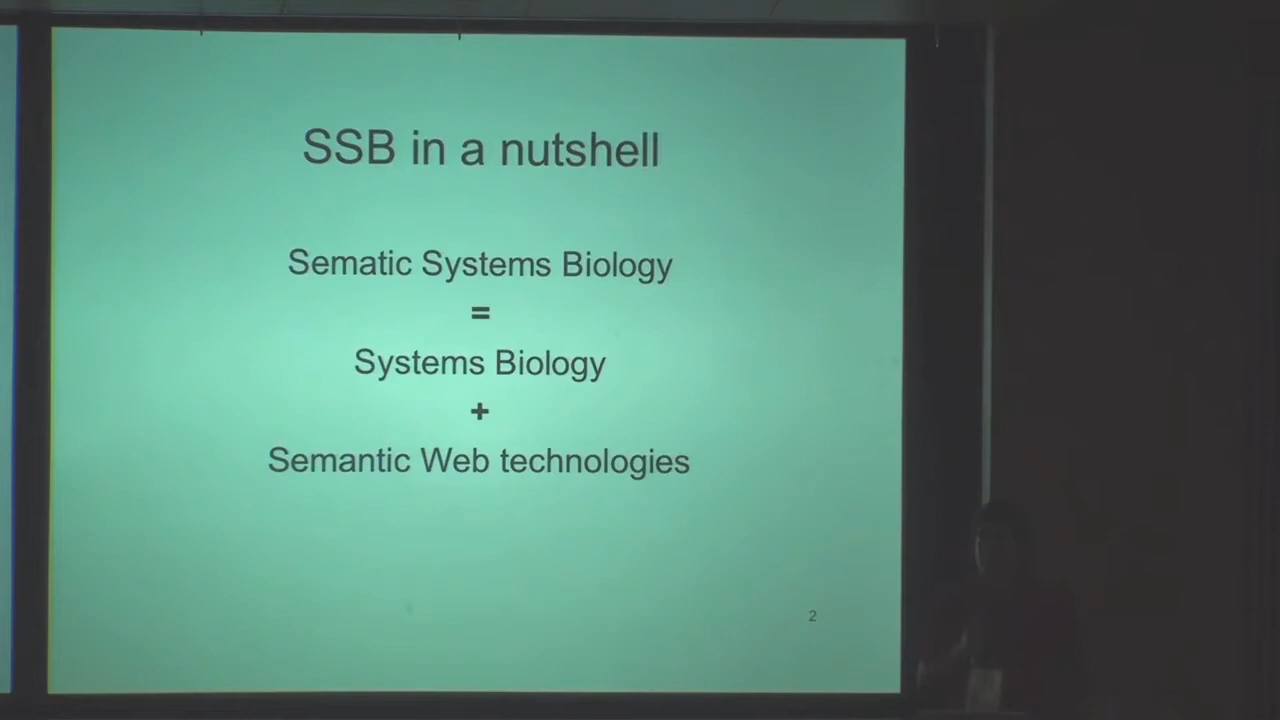 SSB in a nutshell
Sematic Systems Biology
=
Systems Biology
+
Semantic Web technologies
2